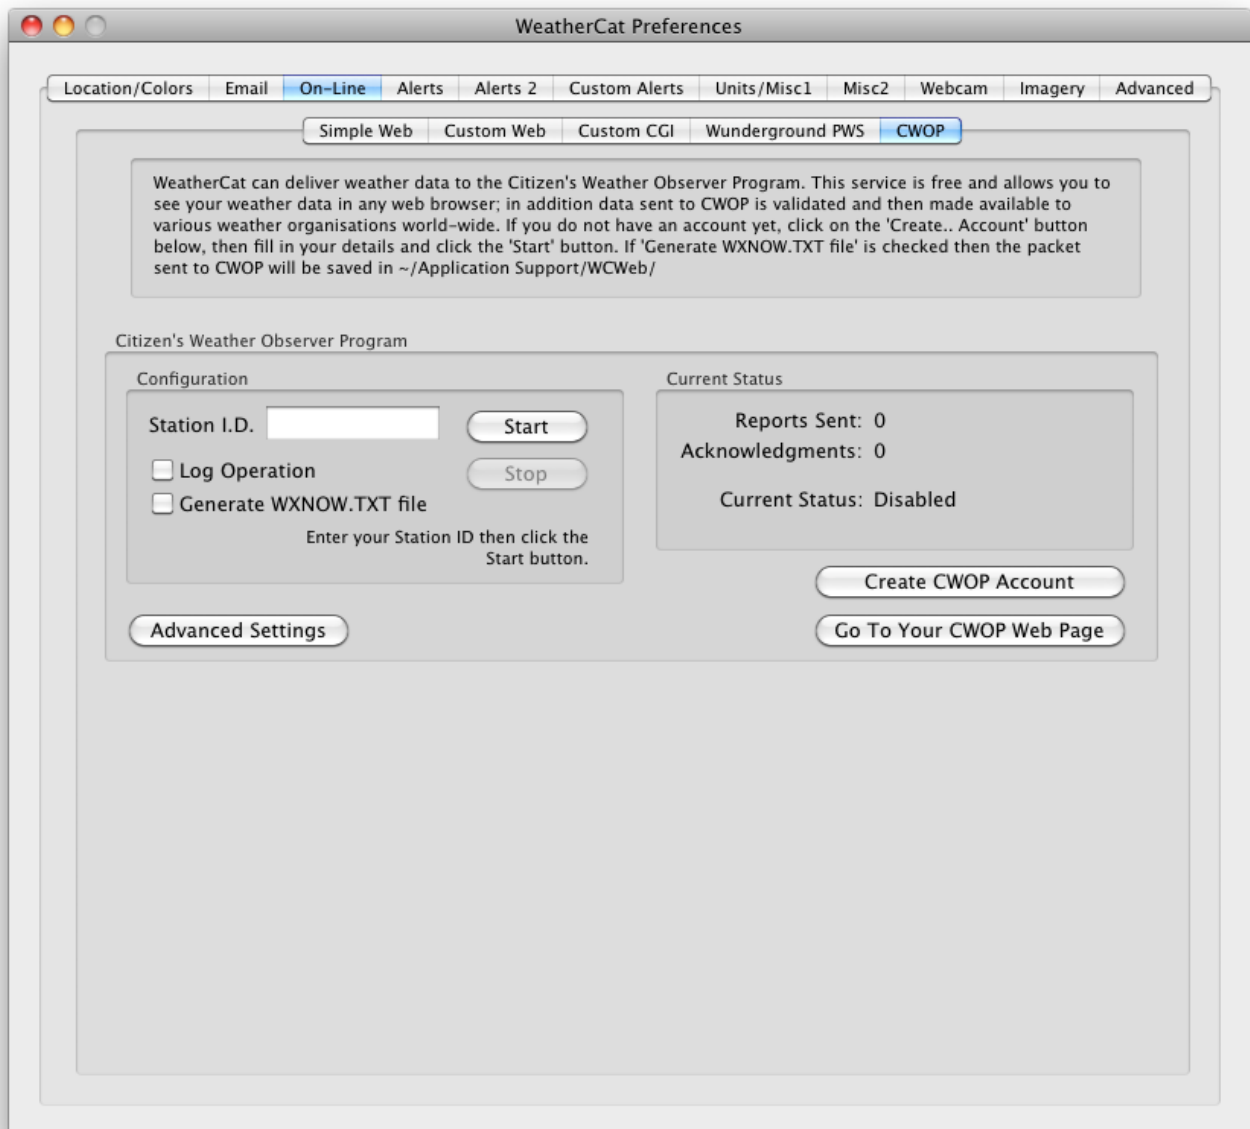 WeatherCat Preferences
Location/Colors Email On-Line Alerts Alerts 2 Custom Alerts Units/Misc1 Misc2 Webcam Imagery Advanced
Simple Web Custom Web Custom CGI Wunderground PWS CWOP
WeatherCat can deliver weather data to the Citizen's Weather Observer Program. This service is free and allows you to
see your weather data in any web browser; in addition data sent to CWOP is validated and then made available to
various weather organisations world-wide. If you do not have an account yet, click on the 'Create.. Account' button
below, then fill in your details and click the 'Start' button. If 'Generate WXNOW.TXT file' is checked then the packet
sent to CWOP will be saved in ~/Application Support/WCWeb/
Citizen's Weather Observer Program
Configuration
Station I.D.
Start
Log Operation
Stop
Generate WXNOW.TXT file
Enter your Station ID then click the
Start button.
Advanced Settings
Current Status
Reports Sent: 0
Acknowledgments: 0
Current Status: Disabled
Create CWOP Account
Go To Your CWOP Web Page